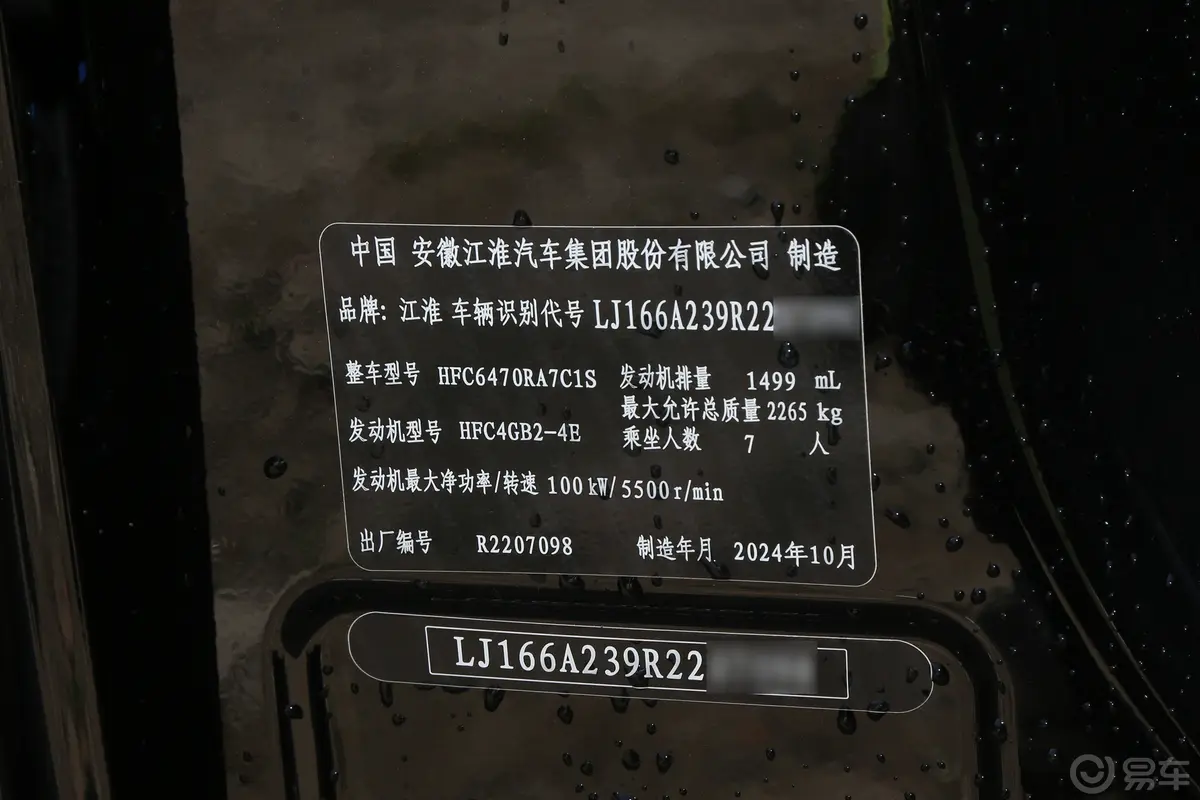 中国 安徽江淮汽车集团股份有限公司 制造
品牌: 江淮 车辆识别代号 LJ166A239R22
整车型号 HFC6470RA7C1S 发动机排量 1499 mL
最大允许总质量 2265 kg
发动机型号 HFC4GB2-4E 乘坐人数 7 人
发动机最大净功率/转速 100 kW/5500 r/min
出厂编号 R2207098 制造年月 2024年10月
LJ166A239R22
易车